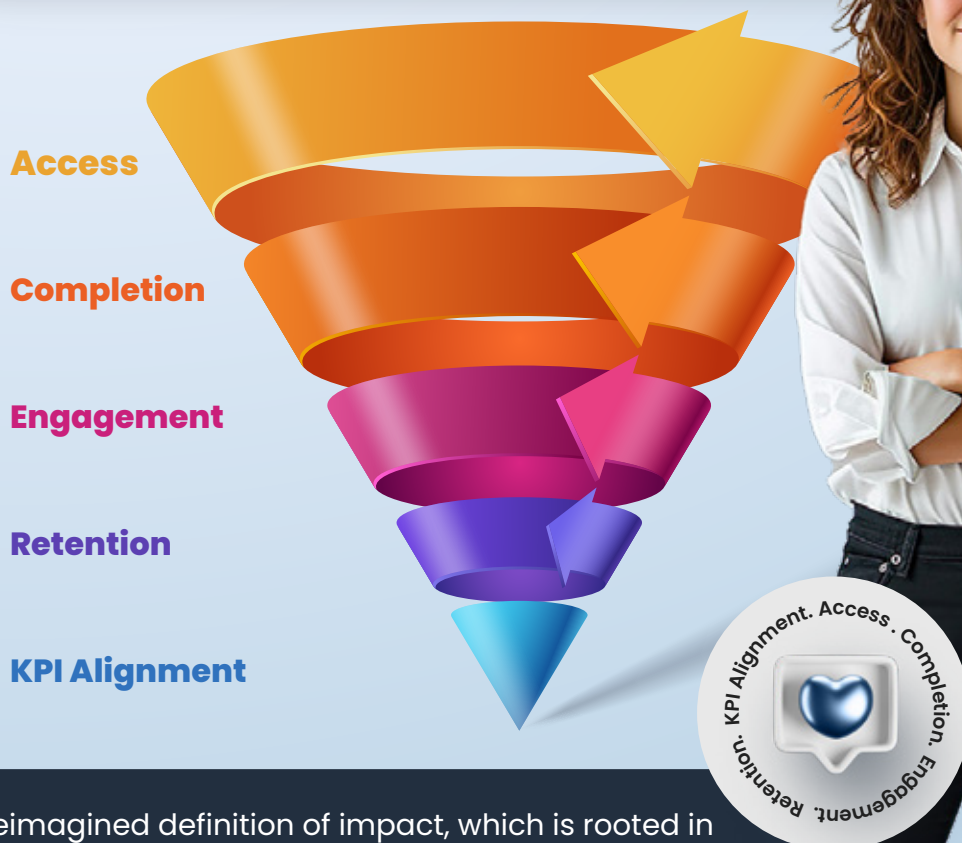 Access
Completion
Engagement
Retention
KPI Alignment
KPI Alignment. Access . Completion. Engagement. Retention.
eimagined definition of impact, which is rooted in